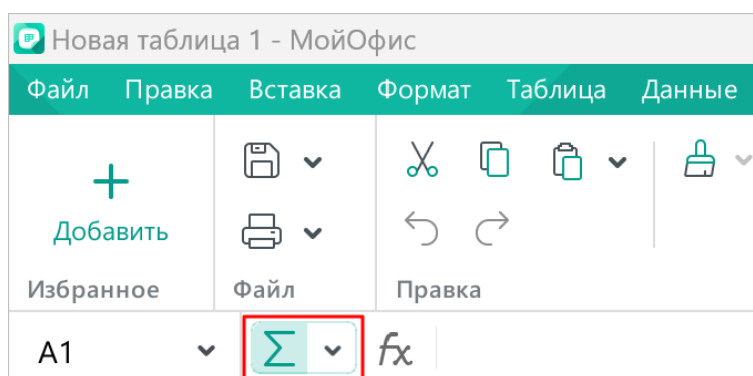 Новая таблица 1 - МойОфис
Файл Правка Вставка Формат Таблица Данные
Добавить
Избранное Файл Правка
A1 Σ fx